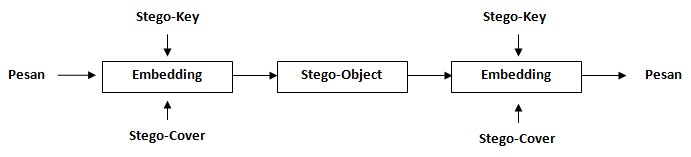 Stego-Key
Stego-Key
Pesan
Embedding
Stego-Object
Embedding
Pesan
Stego-Cover
Stego-Cover